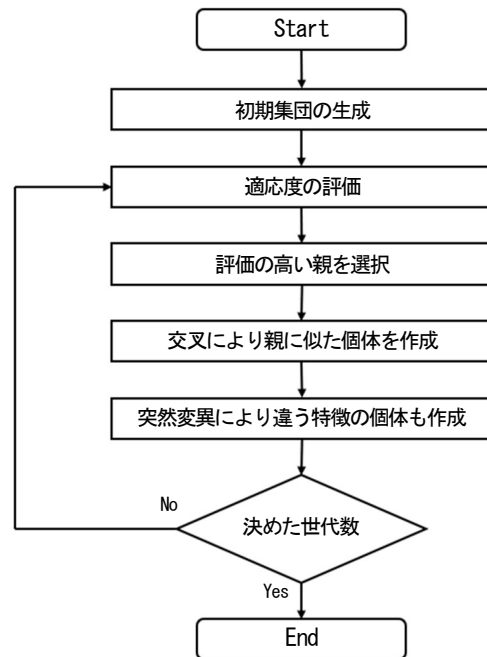 Start
初期集団の生成
適応度の評価
評価の高い親を選択
交叉により親に似た個体を作成
突然変異により違う特徴の個体も作成
No
決めた世代数
Yes
End